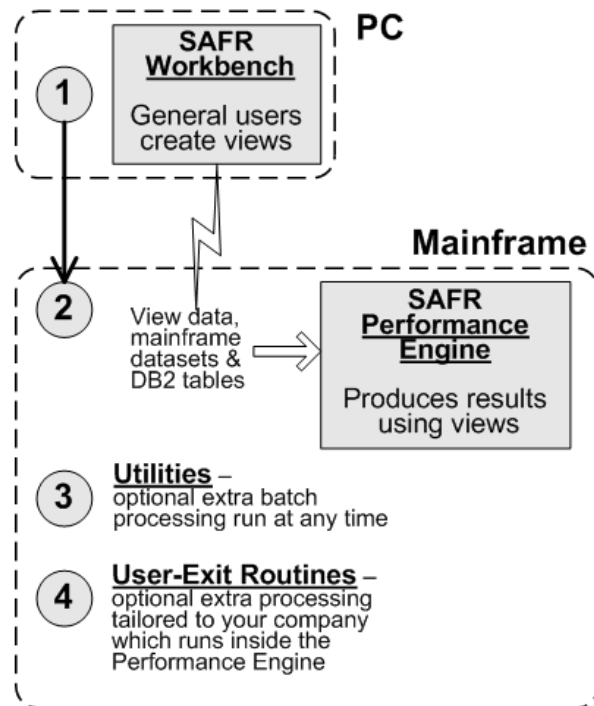 PC
SAFR
Workbench
1
General users
create views
Mainframe
2
View data,
mainframe
datasets &
DB2 tables
SAFR
Performance
Engine
Produces results
using views
3
Utilities –
optional extra batch
processing run at any time
4
User-Exit Routines –
optional extra processing
tailored to your company
which runs inside the
Performance Engine